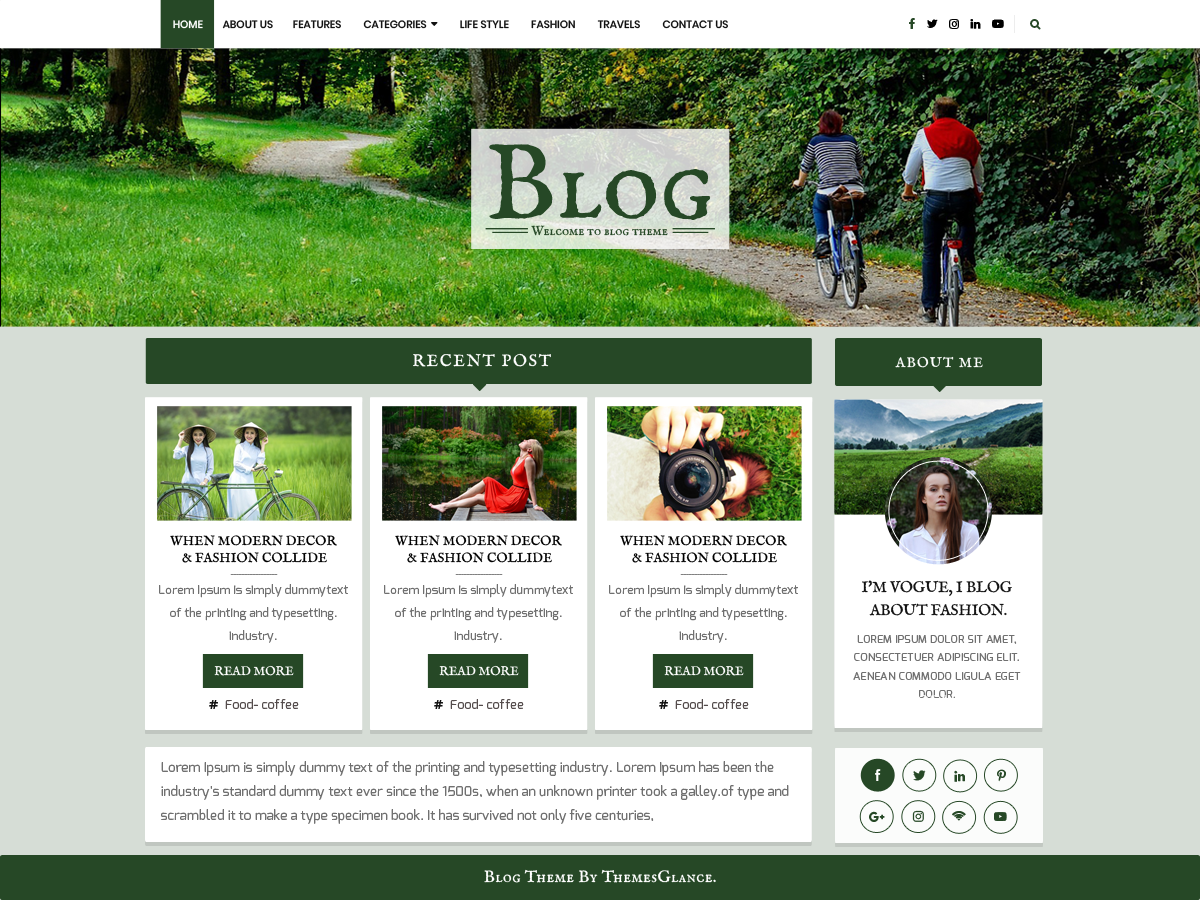 HOME ABOUT US FEATURES CATEGORIES LIFE STYLE FASHION TRAVELS CONTACT US
BLOG
WELCOME TO BLOG THEME
RECENT POST
WHEN MODERN DECOR
& FASHION COLLIDE
Lorem Ipsum is simply dummytext
of the printing and typesetting.
industry.
READ MORE
# Food- coffee
WHEN MODERN DECOR
& FASHION COLLIDE
Lorem Ipsum is simply dummytext
of the printing and typesetting.
industry.
READ MORE
# Food- coffee
WHEN MODERN DECOR
& FASHION COLLIDE
Lorem Ipsum is simply dummytext
of the printing and typesetting.
industry.
READ MORE
# Food- coffee
Lorem Ipsum is simply dummy text of the printing and typesetting industry. Lorem Ipsum has been the
industry's standard dummy text ever since the 1500s, when an unknown printer took a galley.of type and
scrambled it to make a type specimen book. It has survived not only five centuries,
ABOUT ME
I'M VOGUE, I BLOG
ABOUT FASHION.
LOREM IPSUM DOLOR SIT AMET,
CONSECTETUER ADIPISCING ELIT.
AENEAN COMMODO LIGULA EGET
DOLOR.
BLOG THEME BY THEMESGLANCE.